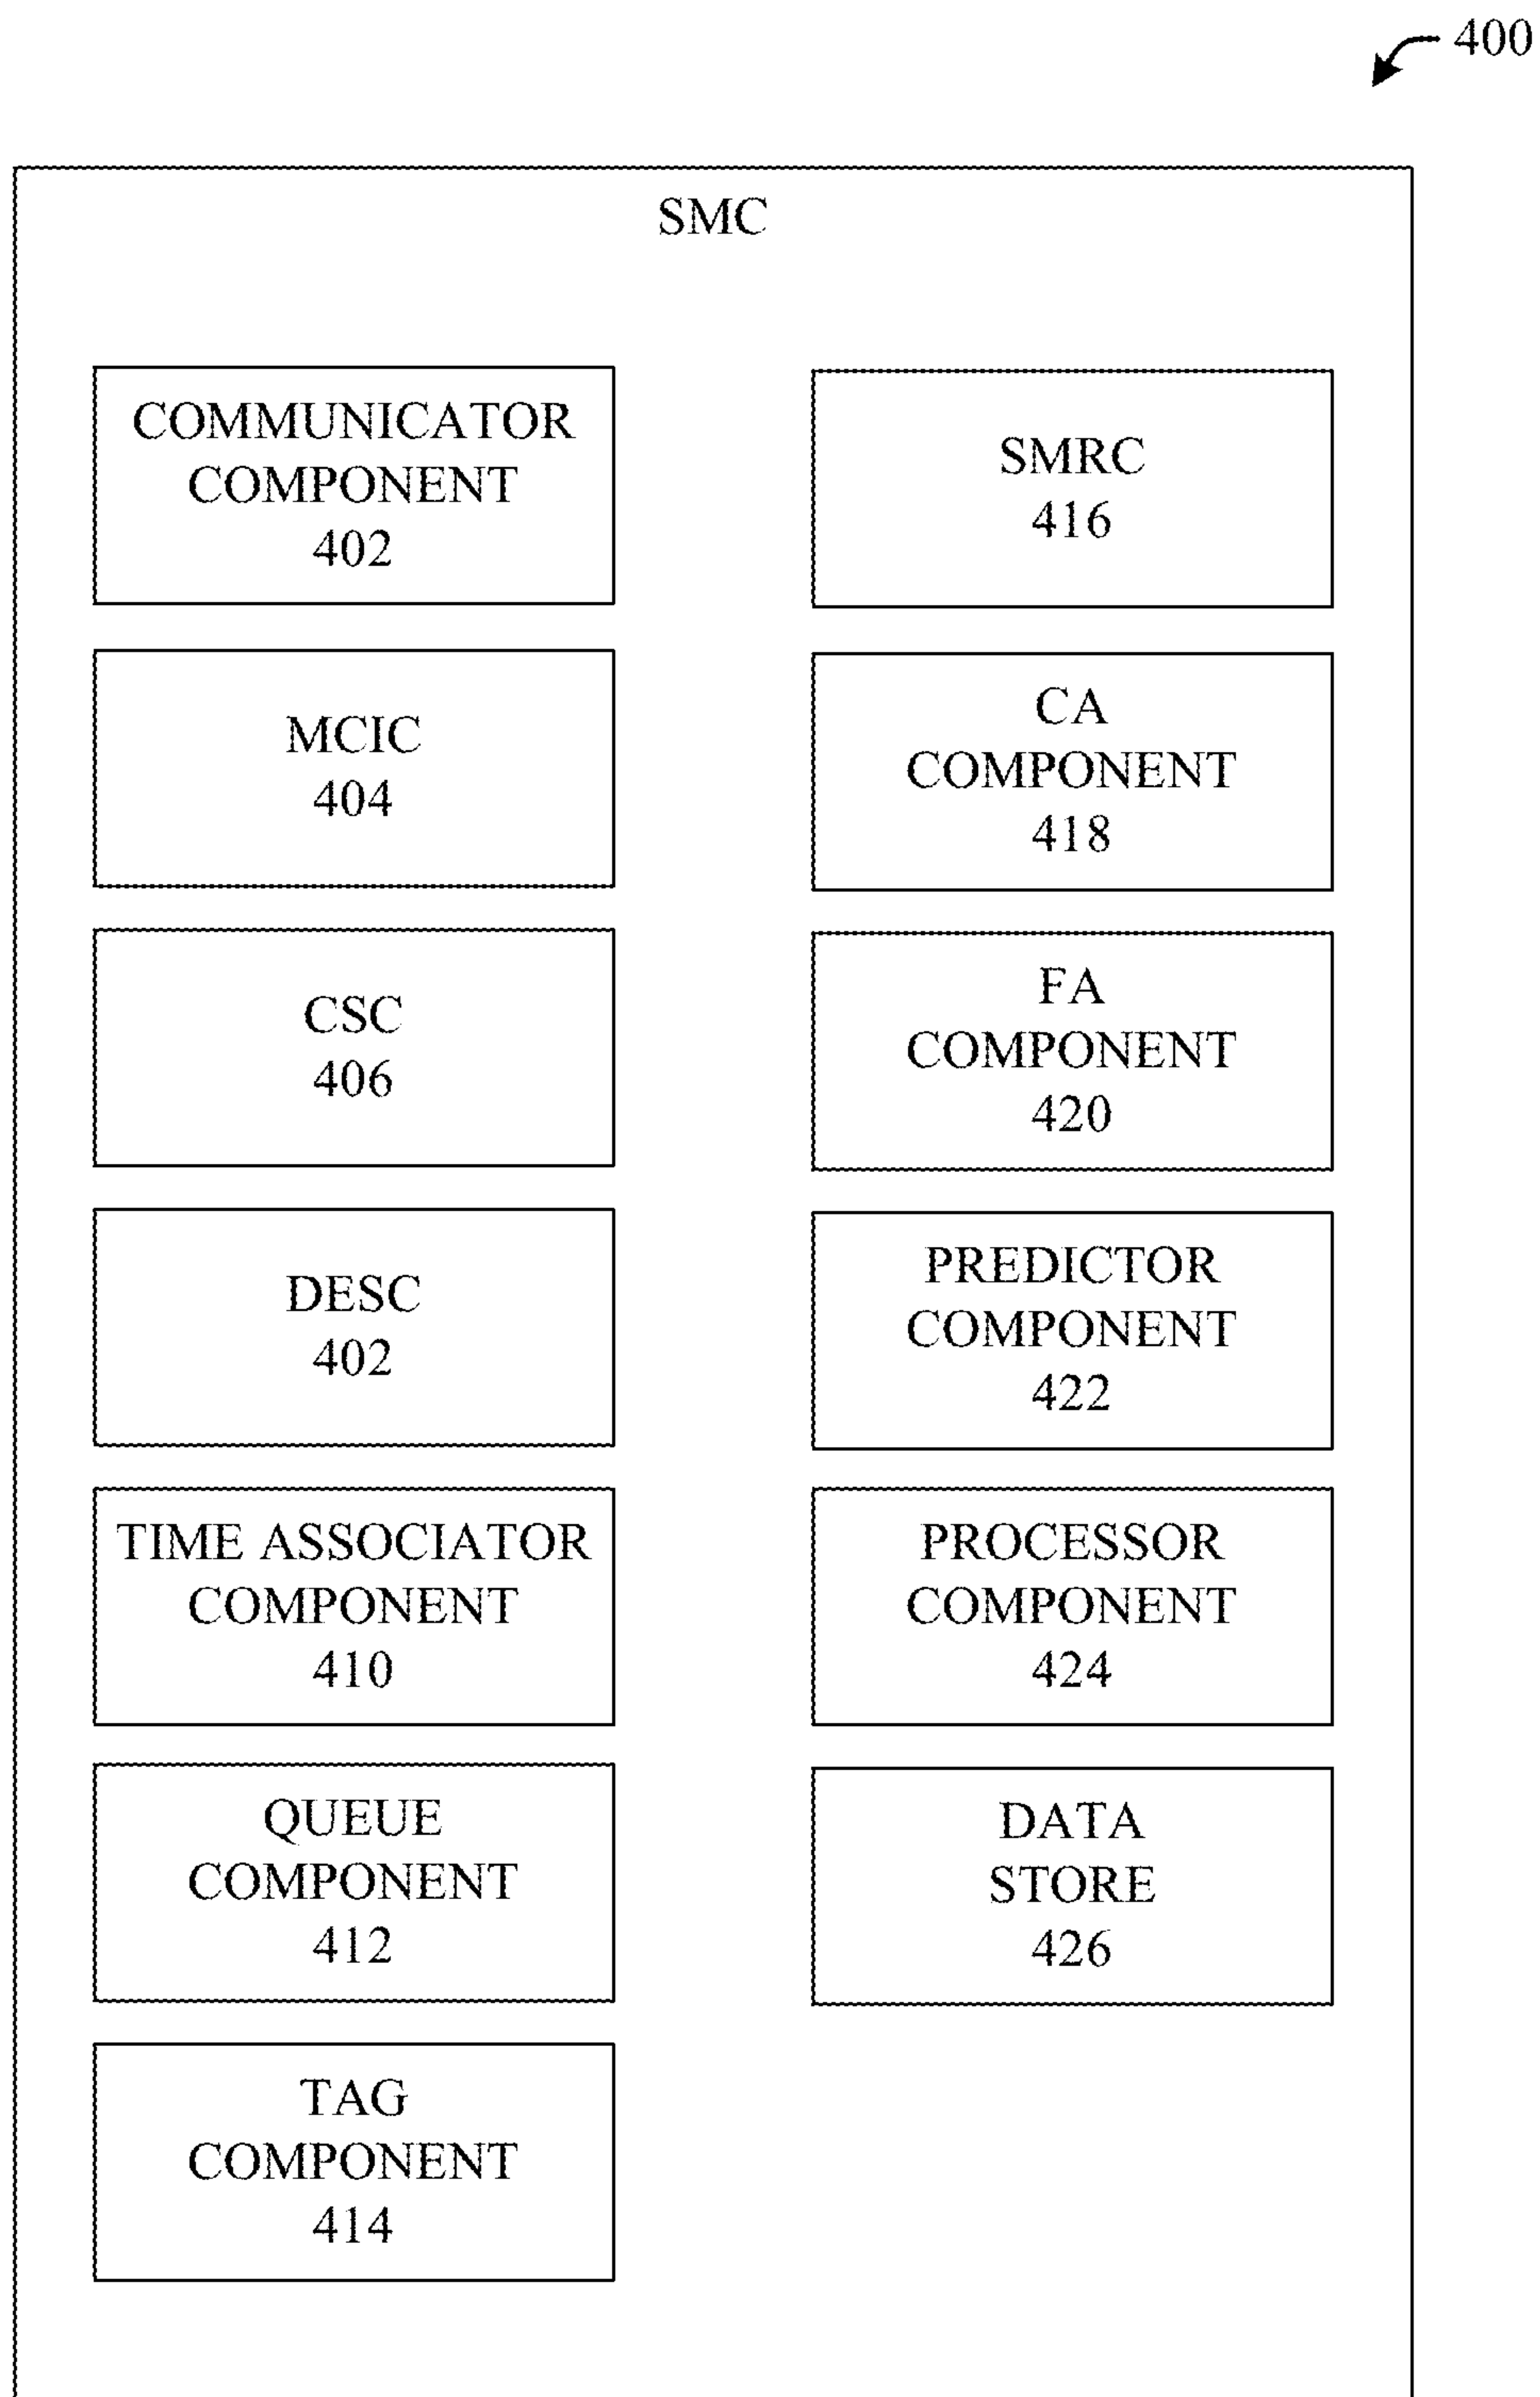 400
SMC
COMMUNICATOR
COMPONENT
402
MCIC
404
CSC
406
DESC
402
TIME ASSOCIATOR
COMPONENT
410
QUEUE
COMPONENT
412
TAG
COMPONENT
414
SMRC
416
CA
COMPONENT
418
FA
COMPONENT
420
PREDICTOR
COMPONENT
422
PROCESSOR
COMPONENT
424
DATA
STORE
426